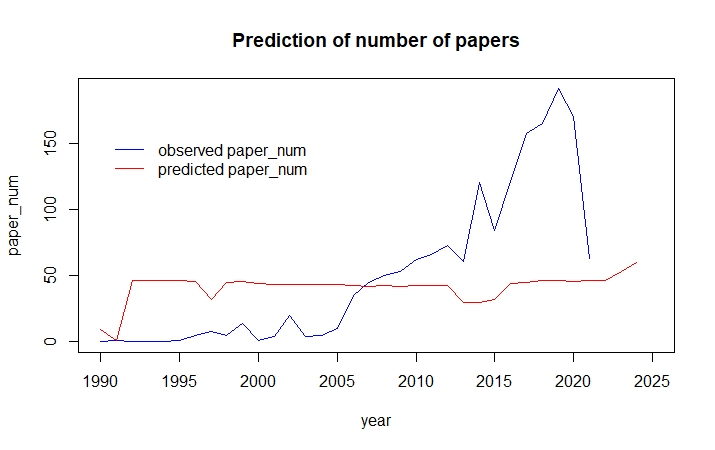 Prediction of number of papers
observed paper_num
predicted paper_num
paper_num
0
50
100
150
1990
1995
2000
2005
2010
2015
2020
2025
year